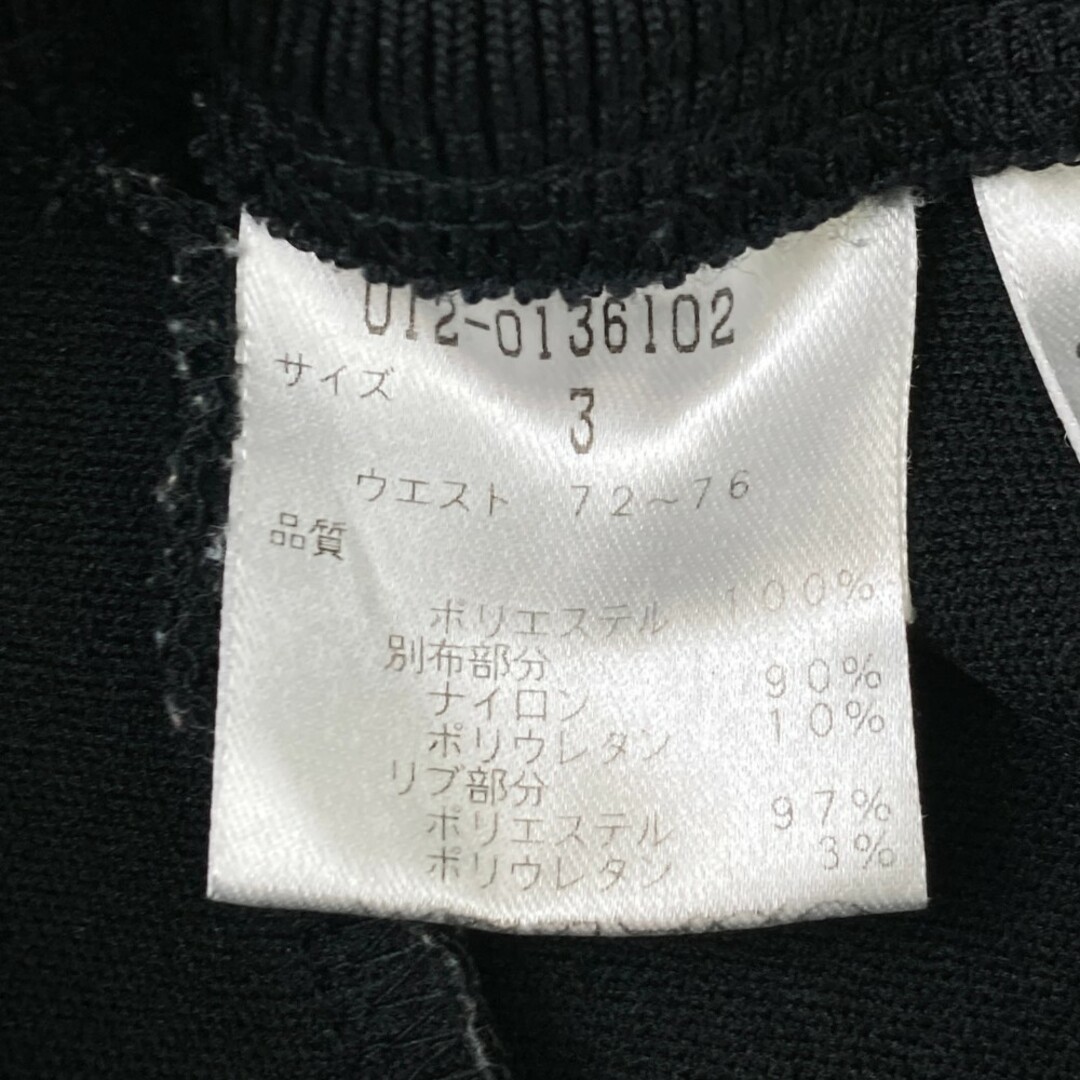 012-0136102
サイズ
3
ウエスト 72~76
品質
ポリエステル 100%
別布部分
ナイロン 90%
ポリウレタン 10%
リブ部分
ポリエステル 97%
ポリウレタン 3%